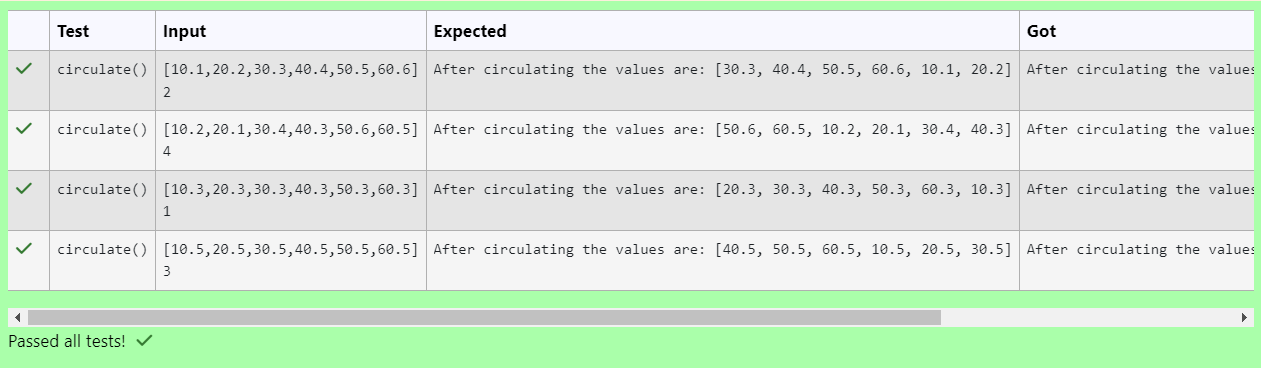 Test Input Expected Got
circulate() [10.1,20.2,30.3,40.4,50.5,60.6] After circulating the values are: [30.3, 40.4, 50.5, 60.6, 10.1, 20.2] After circulating the values
2
circulate() [10.2,20.1,30.4,40.3,50.6,60.5] After circulating the values are: [50.6, 60.5, 10.2, 20.1, 30.4, 40.3] After circulating the values
4
circulate() [10.3,20.3,30.3,40.3,50.3,60.3] After circulating the values are: [20.3, 30.3, 40.3, 50.3, 60.3, 10.3] After circulating the values
1
circulate() [10.5,20.5,30.5,40.5,50.5,60.5] After circulating the values are: [40.5, 50.5, 60.5, 10.5, 20.5, 30.5] After circulating the values
3
Passed all tests!